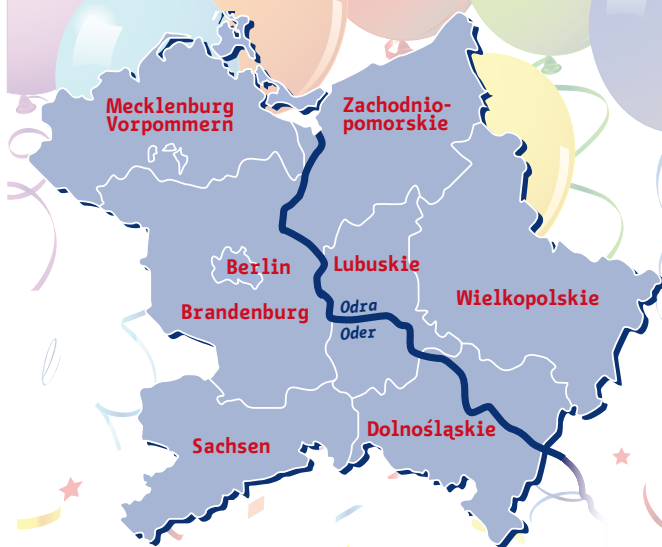 Mecklenburg
Vorpommern
Zachodnio-
pomorskie
Berlin
Lubuskie
Brandenburg
Wielkopolskie
Odra
Oder
Sachsen
Dolnośląskie